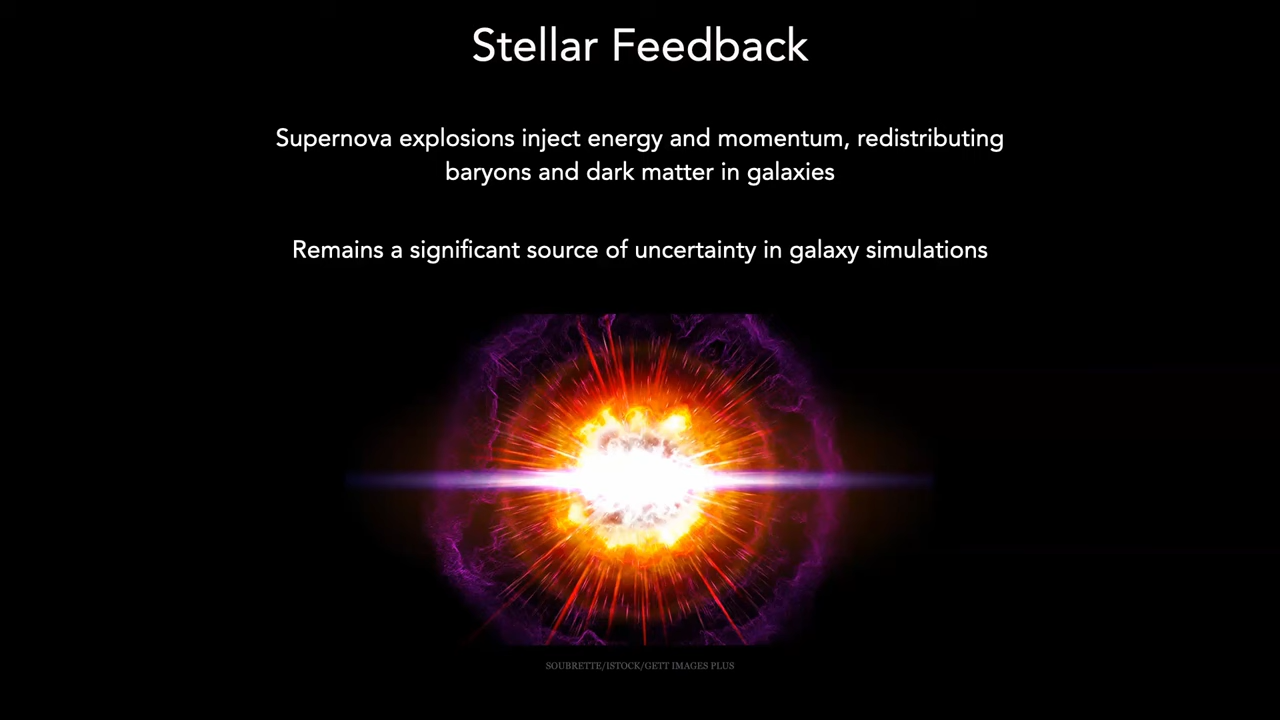 Stellar Feedback
Supernova explosions inject energy and momentum, redistributing
baryons and dark matter in galaxies
Remains a significant source of uncertainty in galaxy simulations
SOUBRETTE/ISTOCK/GETT IMAGES PLUS